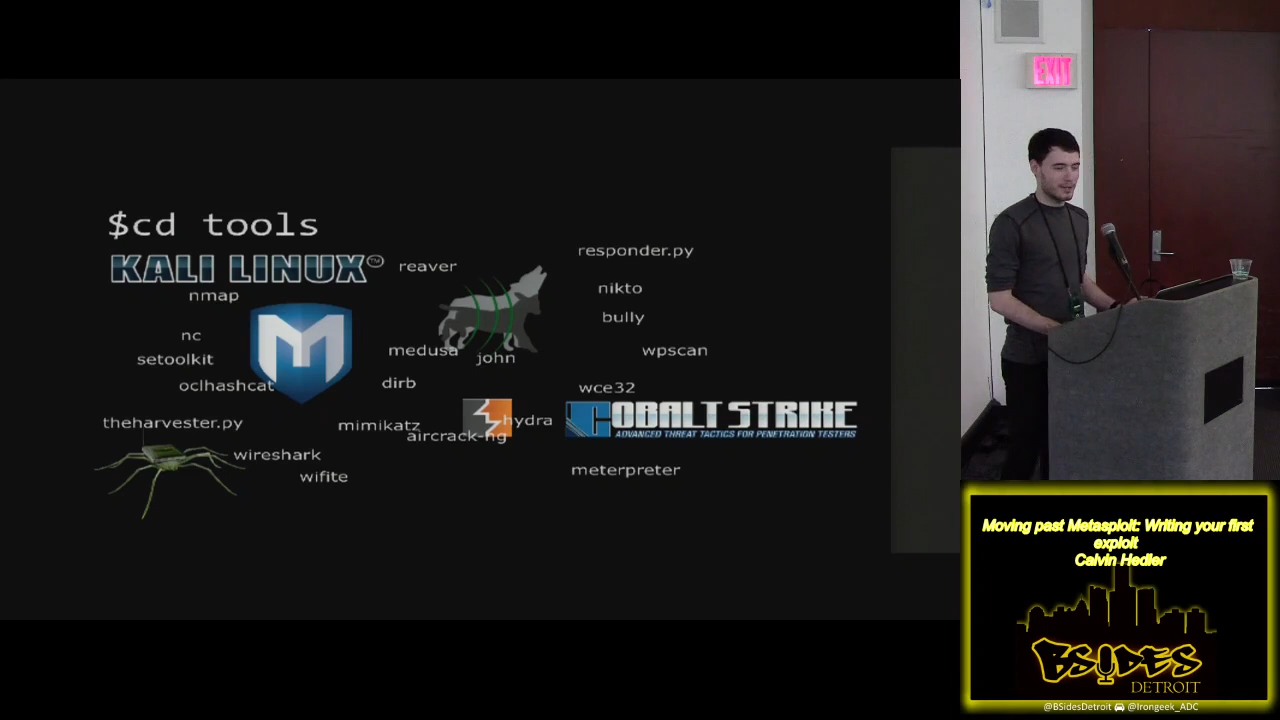 $cd tools
KALI LINUX™
reaver
responder.py
nmap
nikto
bully
nc
M
medusa
john
wpscan
setoolkit
oclhashcat
dirb
wce32
theharvester.py
mimikatz
hydra
aircrack-ng
COBALT STRIKE
ADVANCED THREAT TACTICS FOR PENETRATION TESTERS
wireshark
wifite
meterpreter
EXIT
Moving past Metasploit: Writing your first
exploit
Calvin Hedler
BSIDES
DETROIT
@BSidesDetroit @Irongeek_ADC